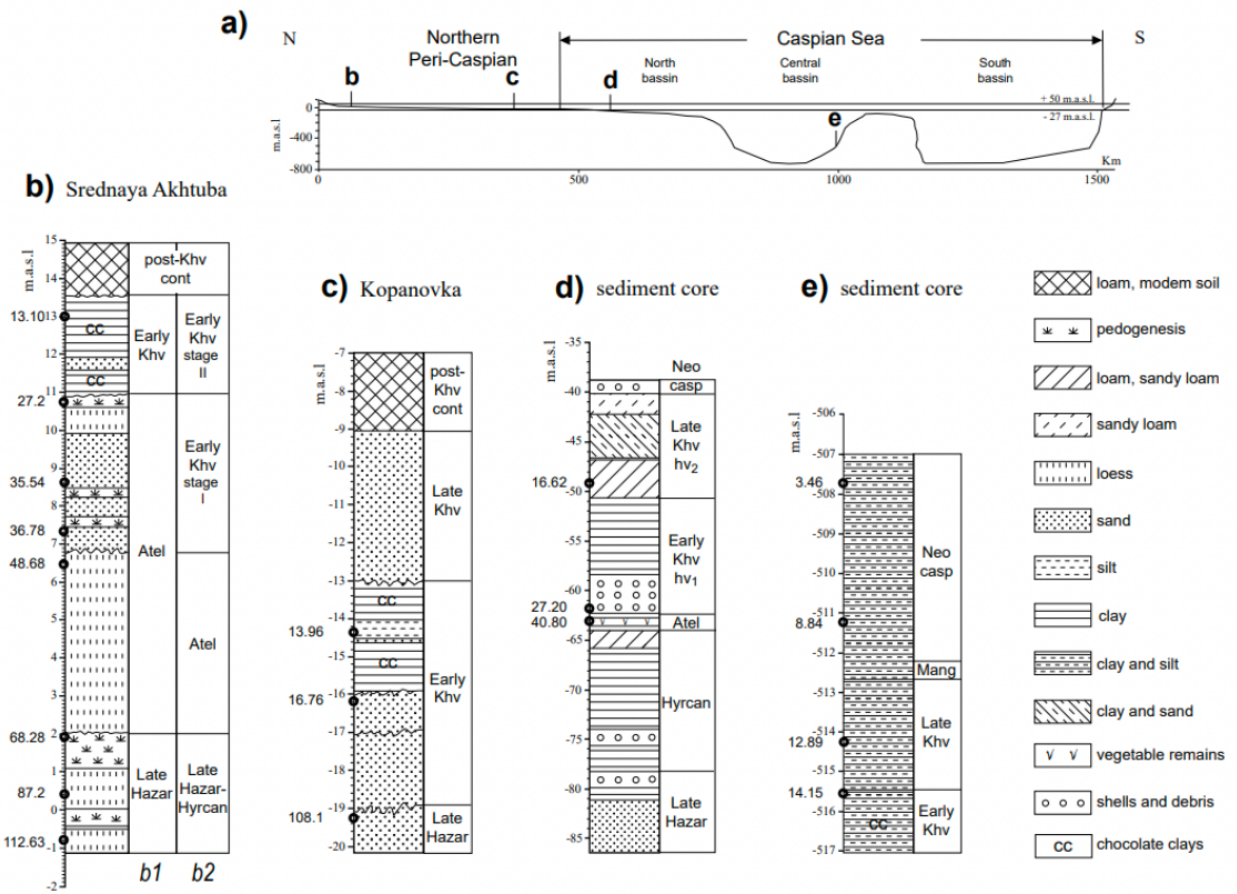 a)
N
Northern
Peri-Caspian
Caspian Sea
S
North
bassin
Central
bassin
South
bassin
b
c
d
e
+ 50 m.a.s.l.
- 27 m.a.s.l.
m.a.s.l.
0
-400
-800
0
500
1000
1500
Km
b) Srednaya Akhtuba
m.a.s.l
15
14
13
12
11
10
9
8
7
6
5
4
3
2
1
0
-1
-2
13.10
27.2
35.54
36.78
48.68
68.28
87.2
112.63
cc
cc
post-Khv
cont
Early
Khv
Atel
Late
Hazar
Early
Khv
stage
II
Early
Khv
stage
I
Atel
Late
Hazar-
Hyrcan
b1
b2
c) Kopanovka
m.a.s.l.
-7
-8
-9
-10
-11
-12
-13
-14
-15
-16
-17
-18
-19
-20
13.96
16.76
108.1
cc
cc
post-
Khv
cont
Late
Khv
Early
Khv
Late
Hazar
d) sediment core
m.a.s.l.
-35
-40
-45
-50
-55
-60
-65
-70
-75
-80
-85
16.62
27.20
40.80
Neo
casp
Late
Khv
hv2
Early
Khv
hv1
Atel
Hyrcan
Late
Hazar
e) sediment core
m.a.s.l.
-506
-507
-508
-509
-510
-511
-512
-513
-514
-515
-516
-517
3.46
8.84
12.89
14.15
cc
Neo
casp
Mang
Late
Khv
Early
Khv
loam, modem soil
pedogenesis
loam, sandy loam
sandy loam
loess
sand
silt
clay
clay and silt
clay and sand
vegetable remains
shells and debris
cc chocolate clays